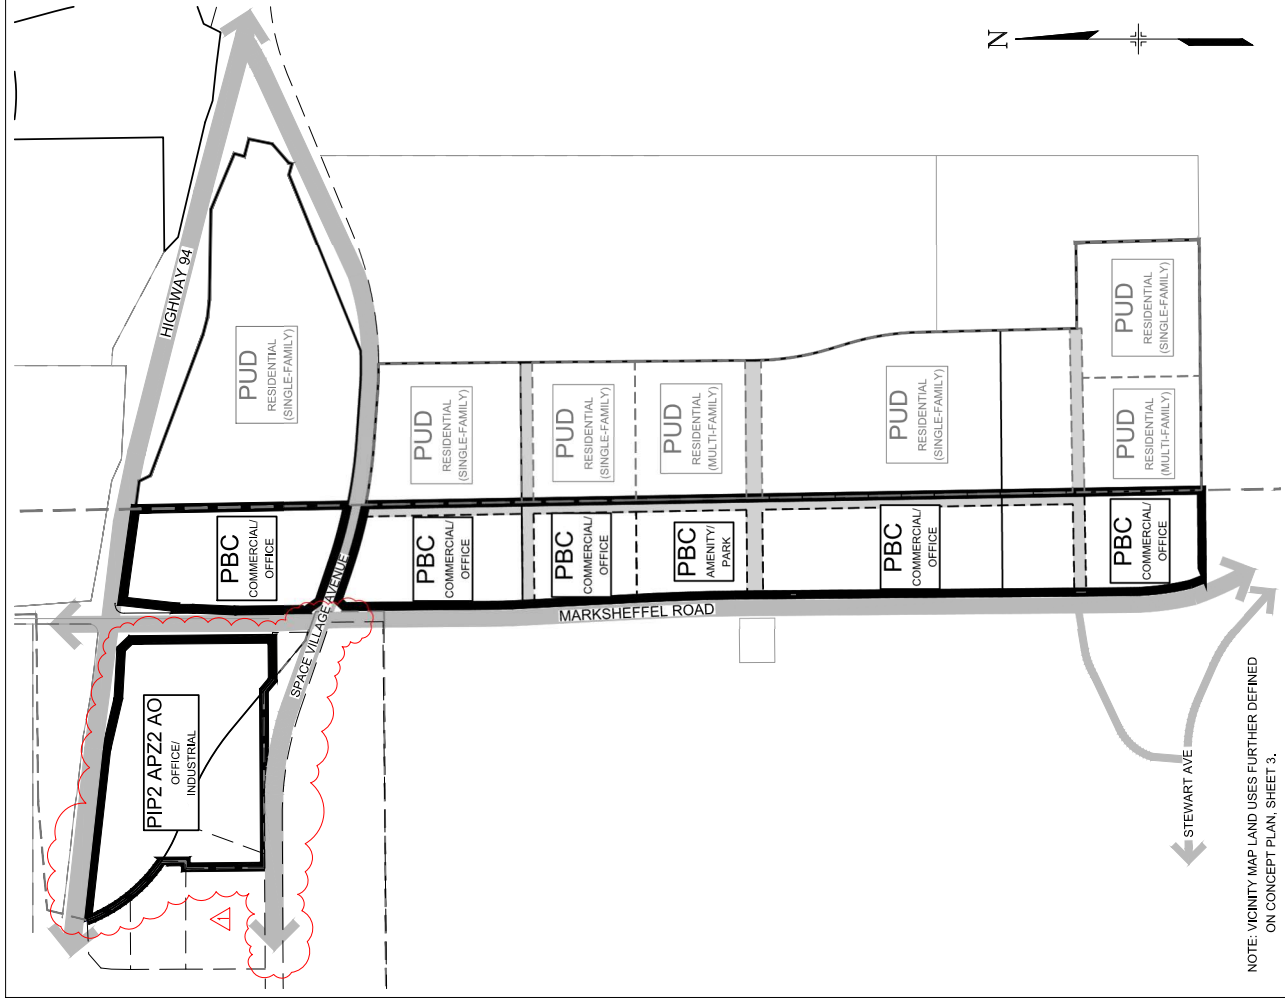 N
HIGHWAY 94
PUD
RESIDENTIAL
(SINGLE-FAMILY)
PUD
RESIDENTIAL
(SINGLE-FAMILY)
PUD
RESIDENTIAL
(SINGLE-FAMILY)
PUD
RESIDENTIAL
(MULTI-FAMILY)
PUD
RESIDENTIAL
(SINGLE-FAMILY)
PUD
RESIDENTIAL
(SINGLE-FAMILY)
PUD
RESIDENTIAL
(MULTI-FAMILY)
PBC
COMMERCIAL/
OFFICE
PBC
COMMERCIAL/
OFFICE
PBC
COMMERCIAL/
OFFICE
PBC
AMENITY/
PARK
PBC
COMMERCIAL/
OFFICE
PBC
COMMERCIAL/
OFFICE
SPACE VILLAGE AVENUE
MARKSHEFFEL ROAD
PIP2 APZ2 AO
OFFICE/
INDUSTRIAL
1
STEWART AVE
NOTE: VICINITY MAP LAND USES FURTHER DEFINED
ON CONCEPT PLAN, SHEET 3.